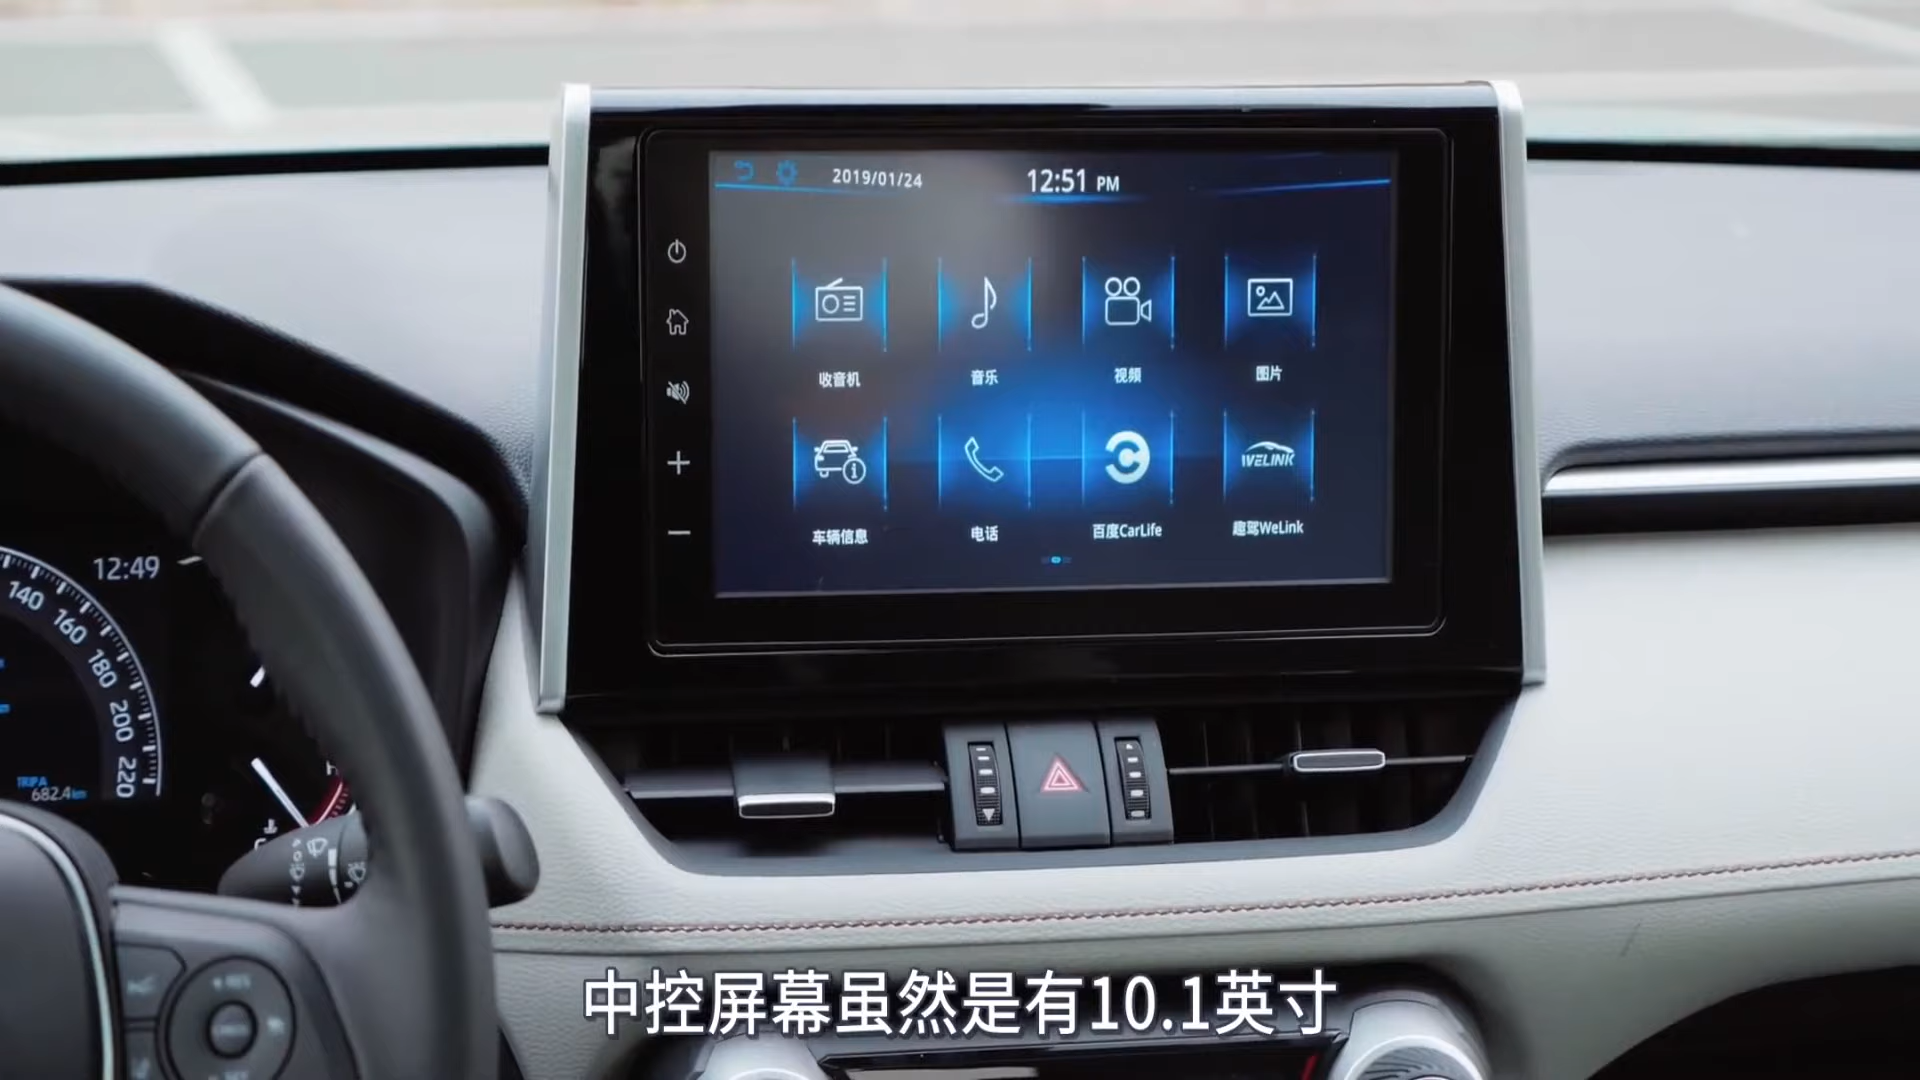 2019/01/24 12:51 PM
收音机 音乐 视频 图片
WELINK
车辆信息 电话 百度CarLife 趣驾WeLink
12:49
140
160
180
200
220
TRIP A
682.4km
中控屏幕虽然是有10.1英寸